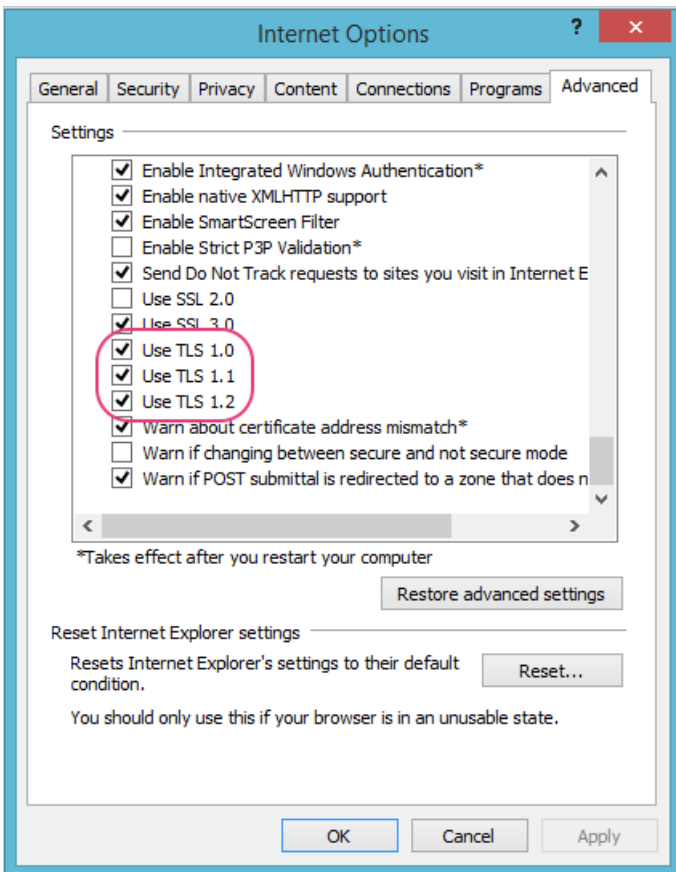 Internet Options
?
×
General Security Privacy Content Connections Programs Advanced
Settings
Enable Integrated Windows Authentication*
Enable native XMLHTTP support
Enable SmartScreen Filter
Enable Strict P3P Validation*
Send Do Not Track requests to sites you visit in Internet E
Use SSL 2.0
Use SSL 3.0
Use TLS 1.0
Use TLS 1.1
Use TLS 1.2
Warn about certificate address mismatch*
Warn if changing between secure and not secure mode
Warn if POST submittal is redirected to a zone that does n
*Takes effect after you restart your computer
Restore advanced settings
Reset Internet Explorer settings
Resets Internet Explorer's settings to their default
condition.
Reset...
You should only use this if your browser is in an unusable state.
OK Cancel Apply